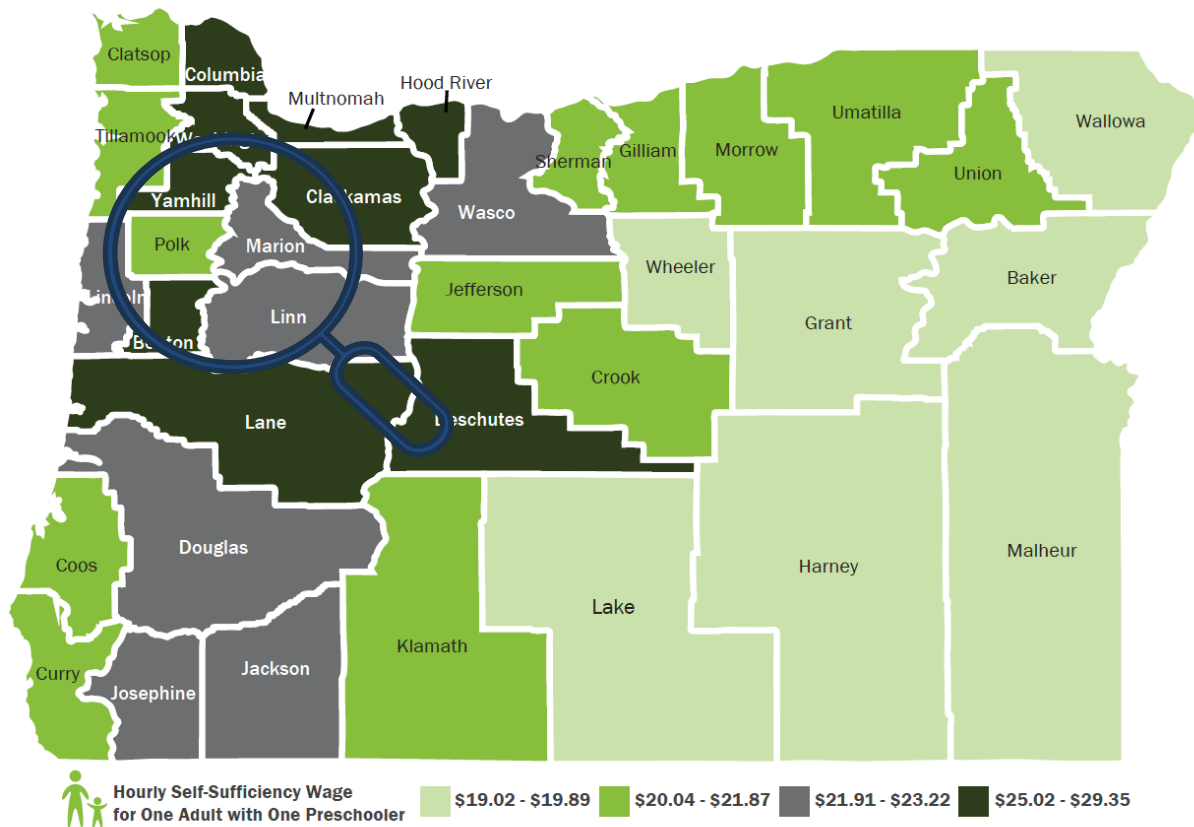 Clatsop
Columbia
Hood River
Multnomah
Umatilla
Wallowa
Tillamook
Gilliam
Morrow
Sherman
Union
Yamhill
Clackamas
Wasco
Polk
Marion
Wheeler
Baker
Jefferson
Lincoln
Linn
Grant
Benton
Crook
Lane
Deschutes
Douglas
Malheur
Coos
Harney
Lake
Klamath
Curry
Jackson
Josephine
Hourly Self-Sufficiency Wage
for One Adult with One Preschooler
$19.02 - $19.89
$20.04 - $21.87
$21.91 - $23.22
$25.02 - $29.35